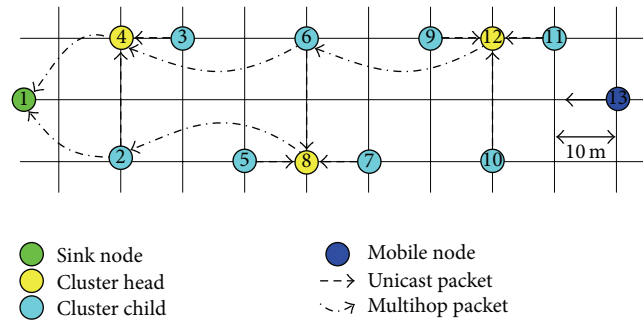 4 3 6 9 12 11
1 13
10 m
2 5 8 7 10
Sink node
Cluster head
Cluster child
Mobile node
Unicast packet
Multihop packet